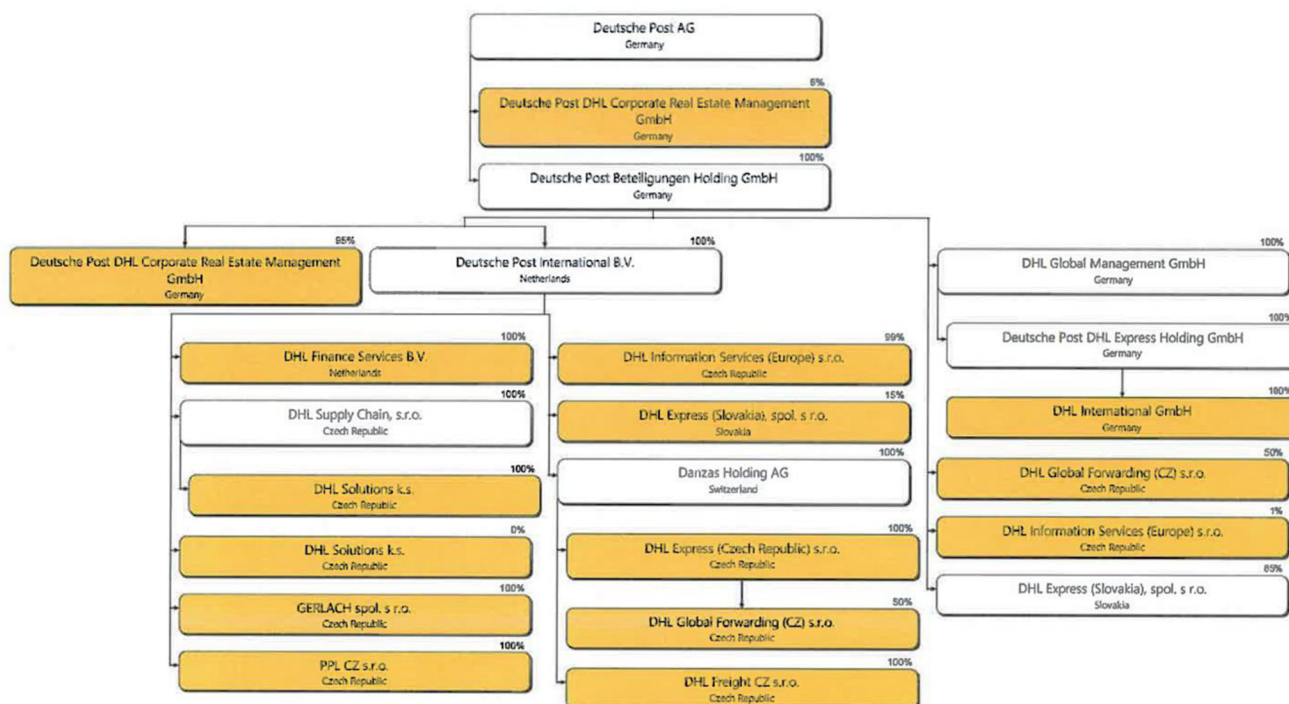 Deutsche Post AG
Germany
6%
Deutsche Post DHL Corporate Real Estate Management
GmbH
Germany
100%
Deutsche Post Beteiligungen Holding GmbH
Germany
95%
Deutsche Post DHL Corporate Real Estate Management
GmbH
Germany
100%
Deutsche Post International B.V.
Netherlands
100%
DHL Finance Services B.V.
Netherlands
100%
DHL Supply Chain, s.r.o.
Czech Republic
100%
DHL Solutions k.s.
Czech Republic
0%
DHL Solutions k.s.
Czech Republic
100%
GERLACH spol. s r.o.
Czech Republic
100%
PPL CZ s.r.o.
Czech Republic
99%
DHL Information Services (Europe) s.r.o.
Czech Republic
15%
DHL Express (Slovakia), spol. s r.o.
Slovakia
100%
Danzas Holding AG
Switzerland
100%
DHL Express (Czech Republic) s.r.o.
Czech Republic
50%
DHL Global Forwarding (CZ) s.r.o.
Czech Republic
100%
DHL Freight CZ s.r.o.
Czech Republic
100%
DHL Global Management GmbH
Germany
100%
Deutsche Post DHL Express Holding GmbH
Germany
100%
DHL International GmbH
Germany
50%
DHL Global Forwarding (CZ) s.r.o.
Czech Republic
1%
DHL Information Services (Europe) s.r.o.
Czech Republic
85%
DHL Express (Slovakia), spol. s r.o.
Slovakia